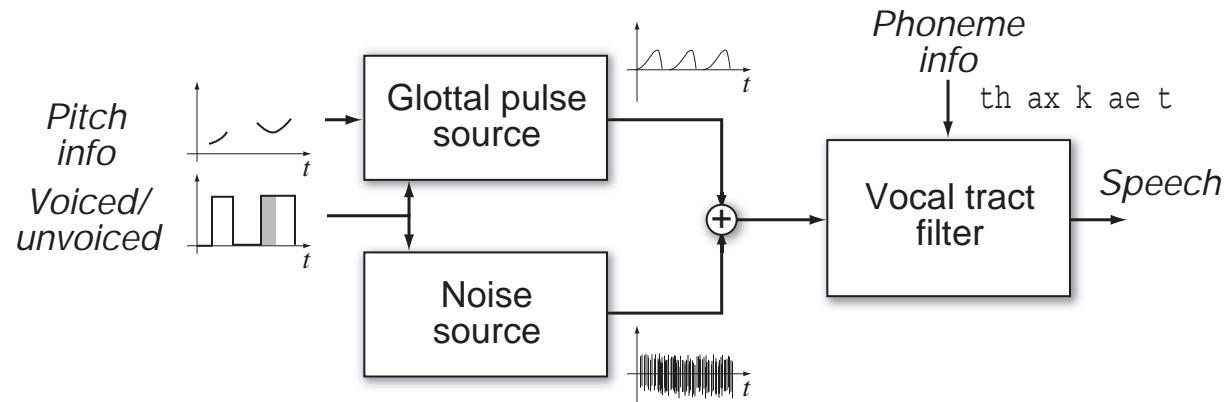 Pitch
info
t
Voiced/
unvoiced
t
Glottal pulse
source
t
Noise
source
t
+
Phoneme
info
th ax k ae t
Vocal tract
filter
Speech